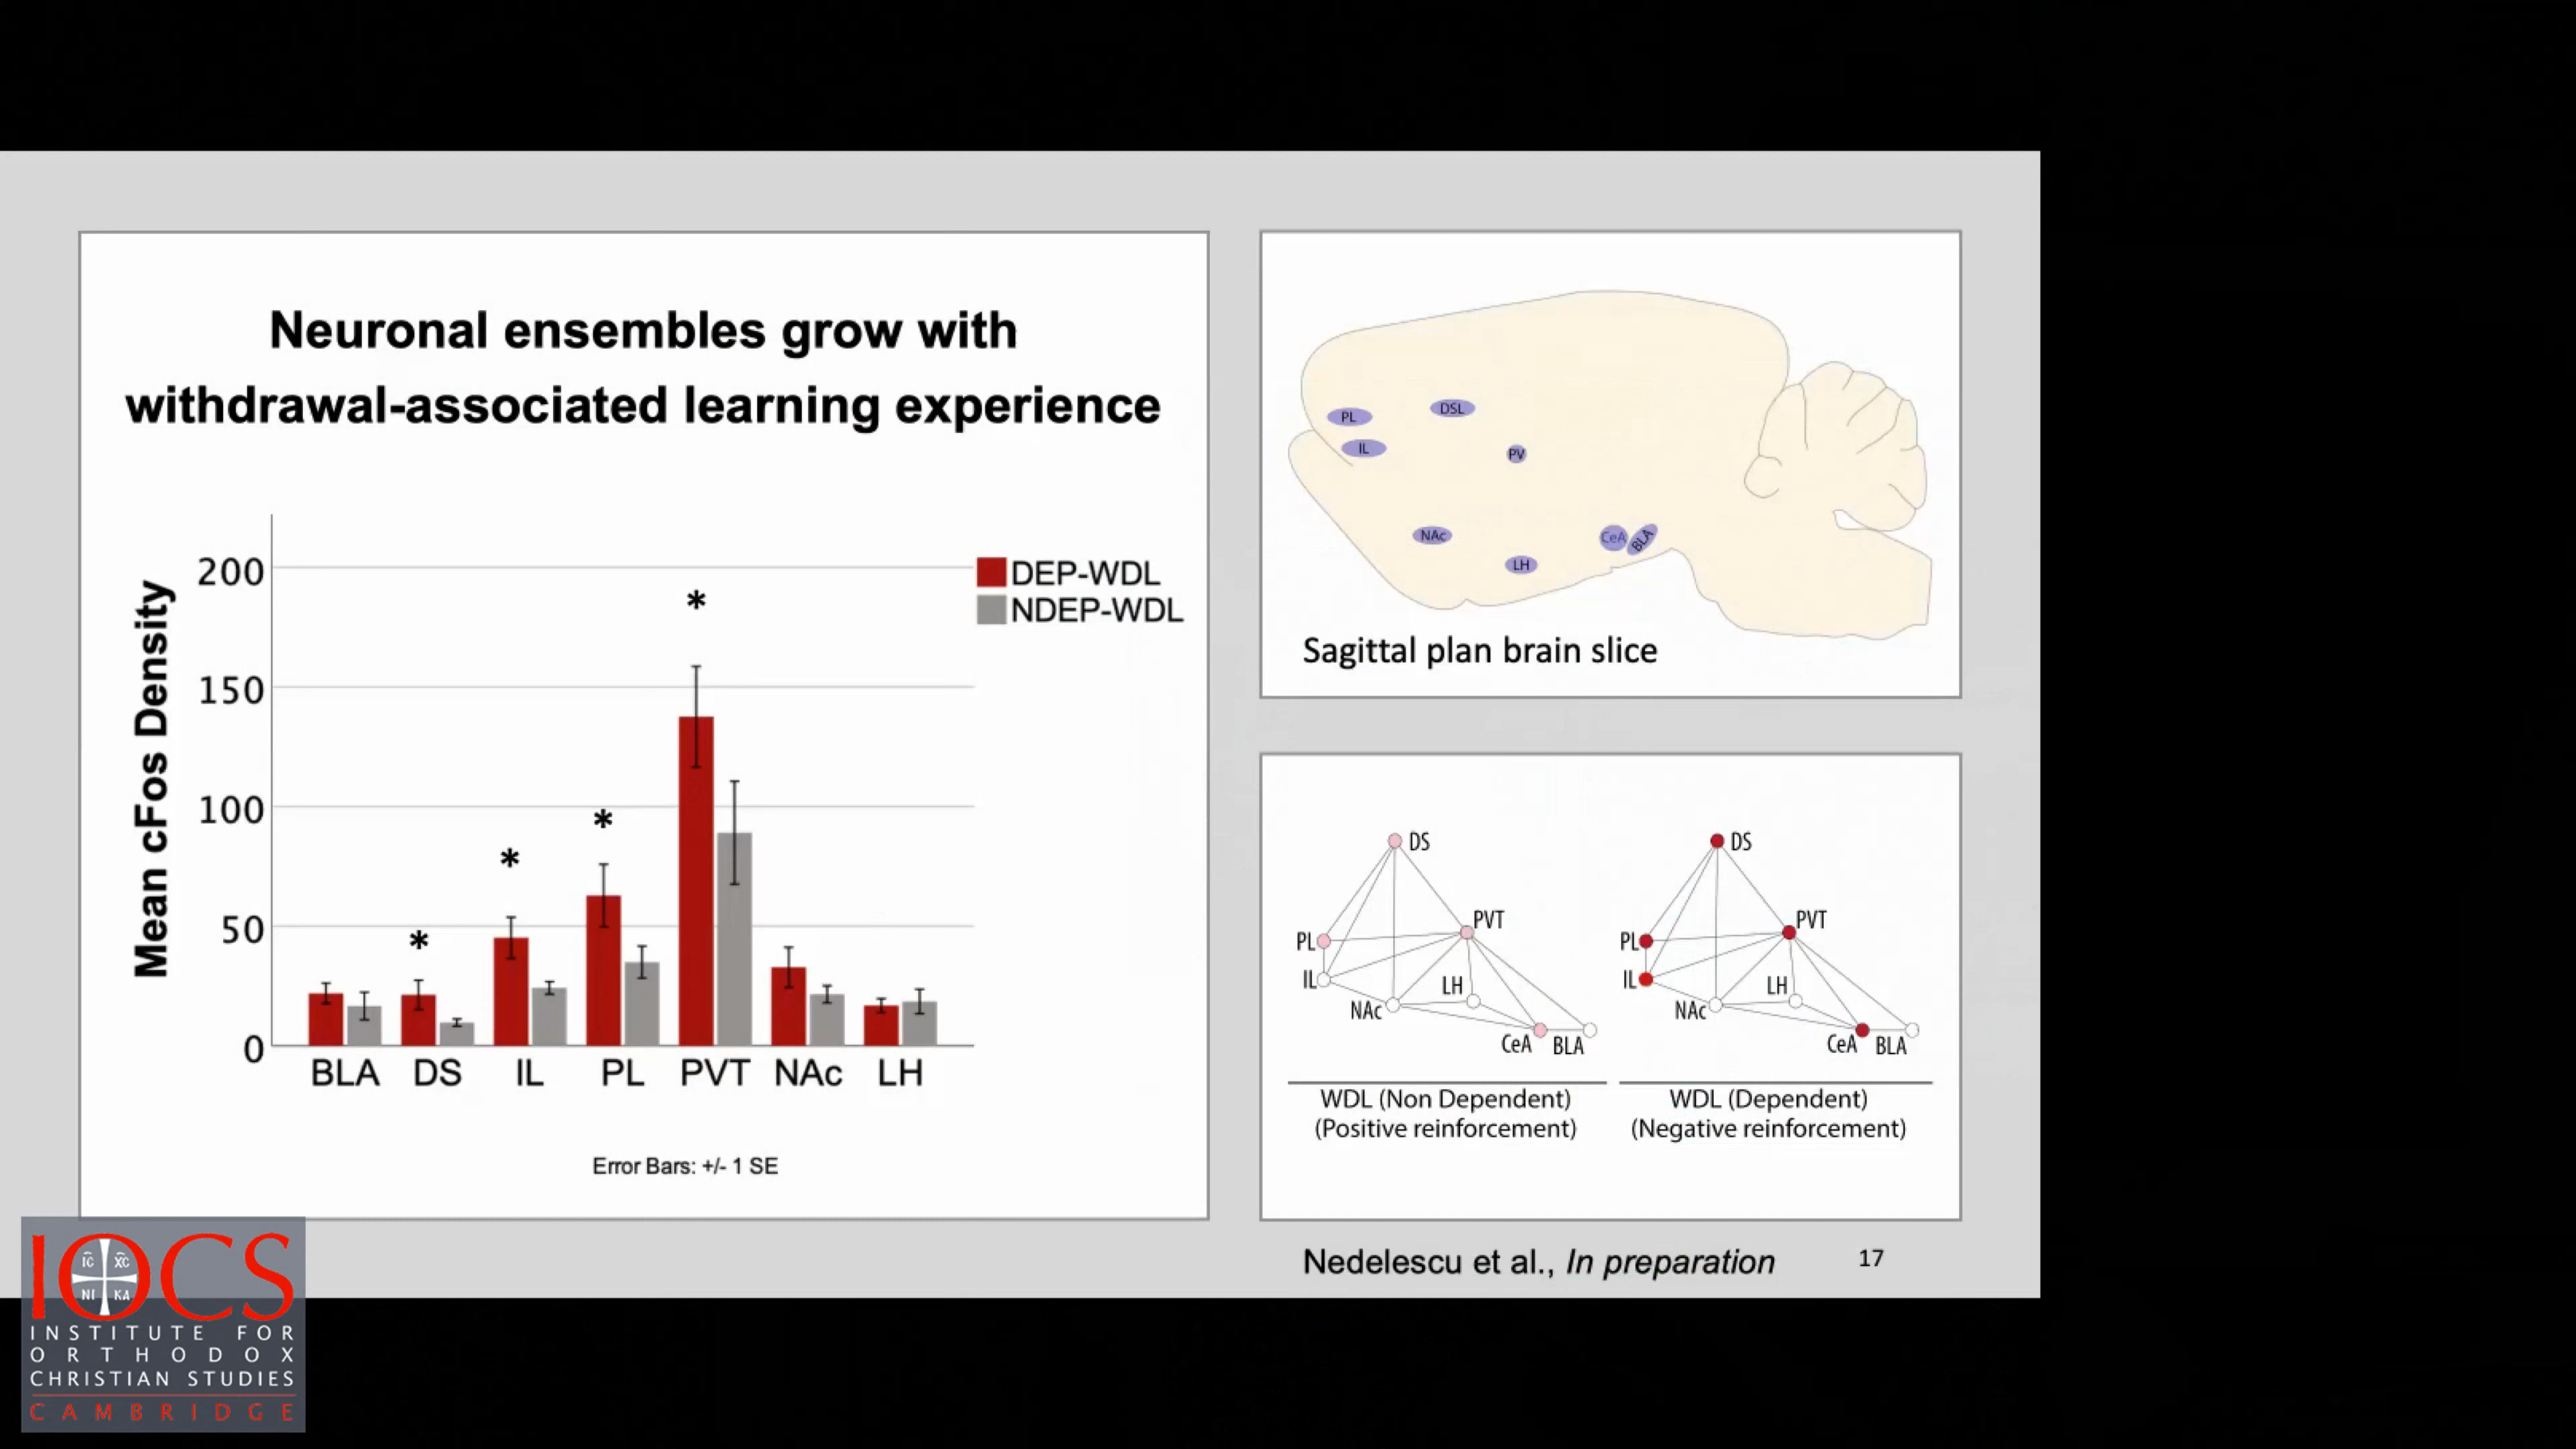 Neuronal ensembles grow with
withdrawal-associated learning experience
Mean cFos Density
200
150
100
50
0
*
*
*
*
DEP-WDL
NDEP-WDL
BLA DS IL PL PVT NAc LH
Error Bars: +/- 1 SE
PL
DSL
IL
PV
NAc
CeA
BLA
LH
Sagittal plan brain slice
DS
PVT
PL
IL
LH
NAc
CeA
BLA
WDL (Non Dependent)
(Positive reinforcement)
DS
PVT
PL
IL
LH
NAc
CeA
BLA
WDL (Dependent)
(Negative reinforcement)
Nedelescu et al., In preparation
17
IOCS
IC XC
NI KA
INSTITUTE FOR
ORTHODOX
CHRISTIAN STUDIES
CAMBRIDGE